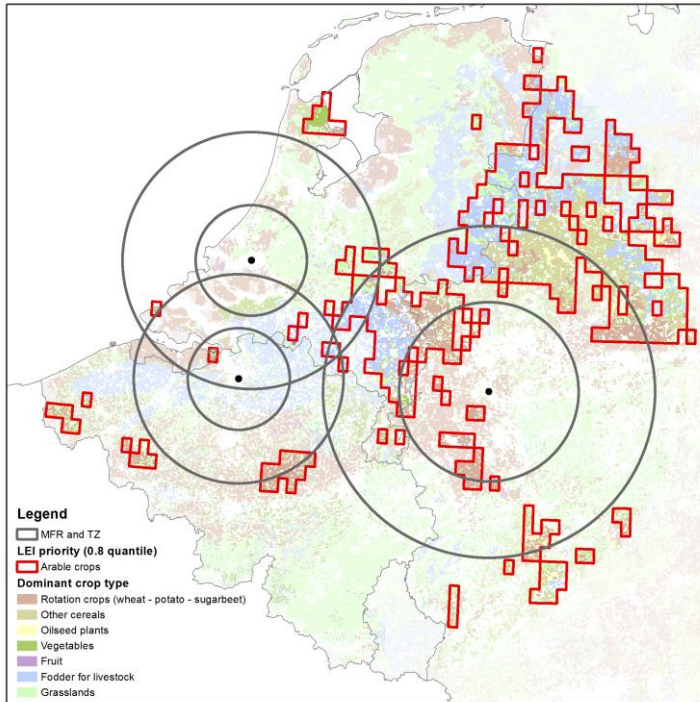 Legend
MFR and TZ
LEI priority (0.8 quantile)
Arable crops
Dominant crop type
Rotation crops (wheat - potato - sugarbeet)
Other cereals
Oilseed plants
Vegetables
Fruit
Fodder for livestock
Grasslands